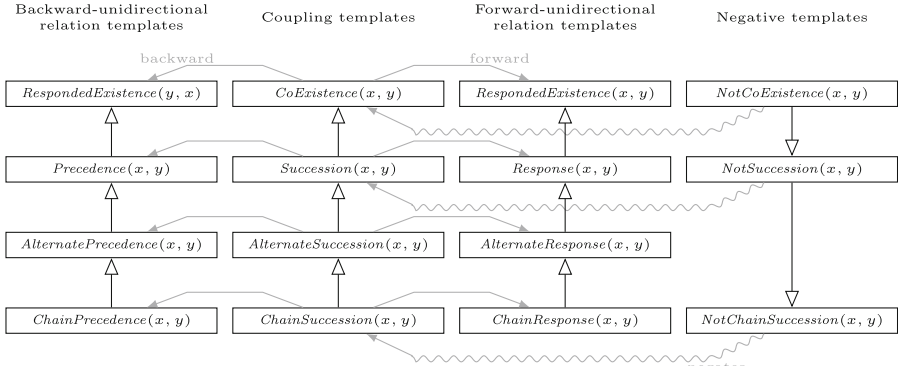 Backward-unidirectional
relation templates
Coupling templates
Forward-unidirectional
relation templates
Negative templates
backward
forward
RespondedExistence(y, x)
CoExistence(x, y)
RespondedExistence(x, y)
NotCoExistence(x, y)
Precedence(x, y)
Succession(x, y)
Response(x, y)
NotSuccession(x, y)
AlternatePrecedence(x, y)
AlternateSuccession(x, y)
AlternateResponse(x, y)
ChainPrecedence(x, y)
ChainSuccession(x, y)
ChainResponse(x, y)
NotChainSuccession(x, y)